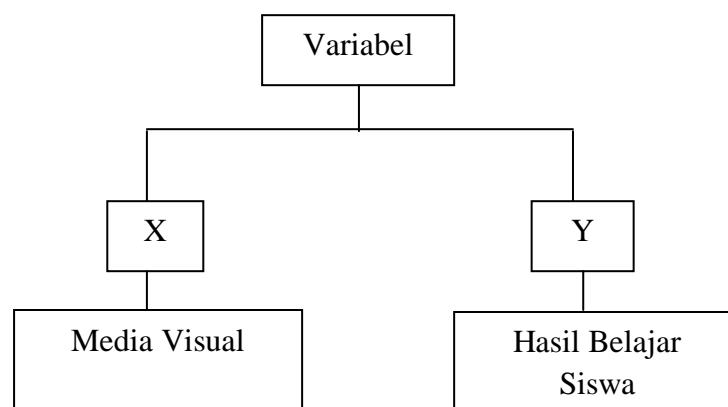 Variabel
X
Y
Media Visual
Hasil Belajar
Siswa